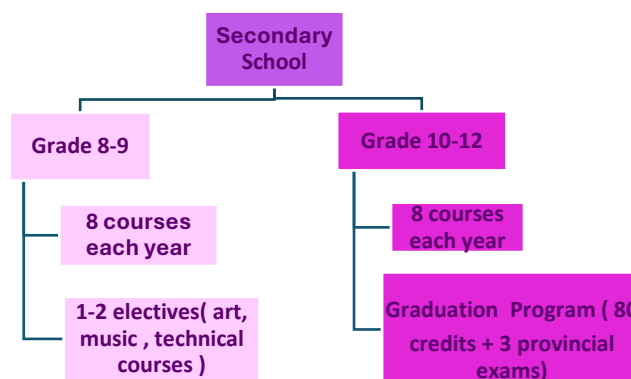 Secondary
School
Grade 8-9
Grade 10-12
8 courses
each year
8 courses
each year
1-2 electives( art,
music , technical
courses )
Graduation Program ( 80
credits + 3 provincial
exams)